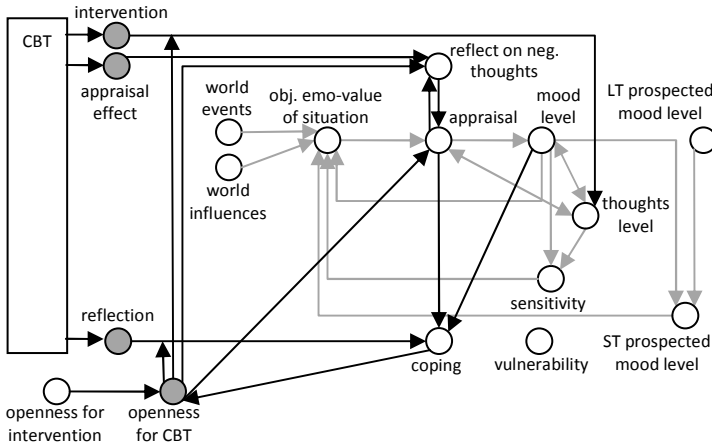 intervention
CBT
appraisal
effect
reflect on neg.
thoughts
world
events
obj. emo-value
of situation
appraisal
mood
level
LT prospected
mood level
world
influences
thoughts
level
sensitivity
reflection
coping
vulnerability
ST prospected
mood level
openness for
intervention
openness
for CBT